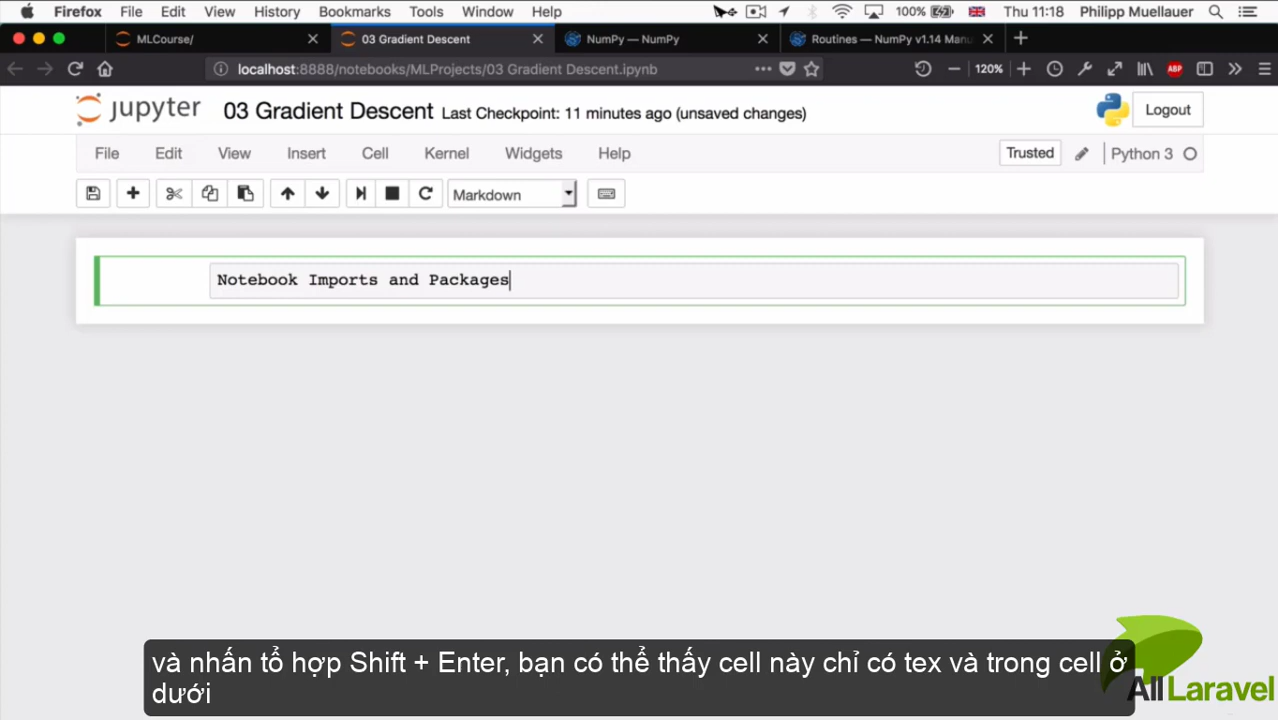 Firefox File Edit View History Bookmarks Tools Window Help 100% Thu 11:18 Philipp Muellauer
MLCourse/ 03 Gradient Descent NumPy — NumPy Routines — NumPy v1.14 Manu
localhost:8888/notebooks/MLProjects/03 Gradient Descent.ipynb 120% ABP
jupyter 03 Gradient Descent Last Checkpoint: 11 minutes ago (unsaved changes) Logout
File Edit View Insert Cell Kernel Widgets Help Trusted Python 3
Markdown
Notebook Imports and Packages
và nhấn tổ hợp Shift + Enter, bạn có thể thấy cell này chỉ có tex và trong cell ở
dưới
AllLaravel